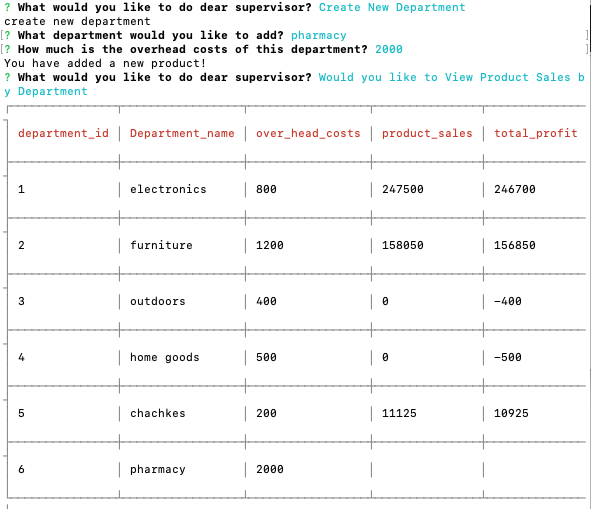 ? What would you like to do dear supervisor? Create New Department
create new department
[? What department would you like to add? pharmacy ]
[? How much is the overhead costs of this department? 2000 ]
You have added a new product!
? What would you like to do dear supervisor? Would you like to View Product Sales b
y Department
department_id | Department_name | over_head_costs | product_sales | total_profit
1 | electronics | 800 | 247500 | 246700
2 | furniture | 1200 | 158050 | 156850
3 | outdoors | 400 | 0 | -400
4 | home goods | 500 | 0 | -500
5 | chachkes | 200 | 11125 | 10925
6 | pharmacy | 2000 | |